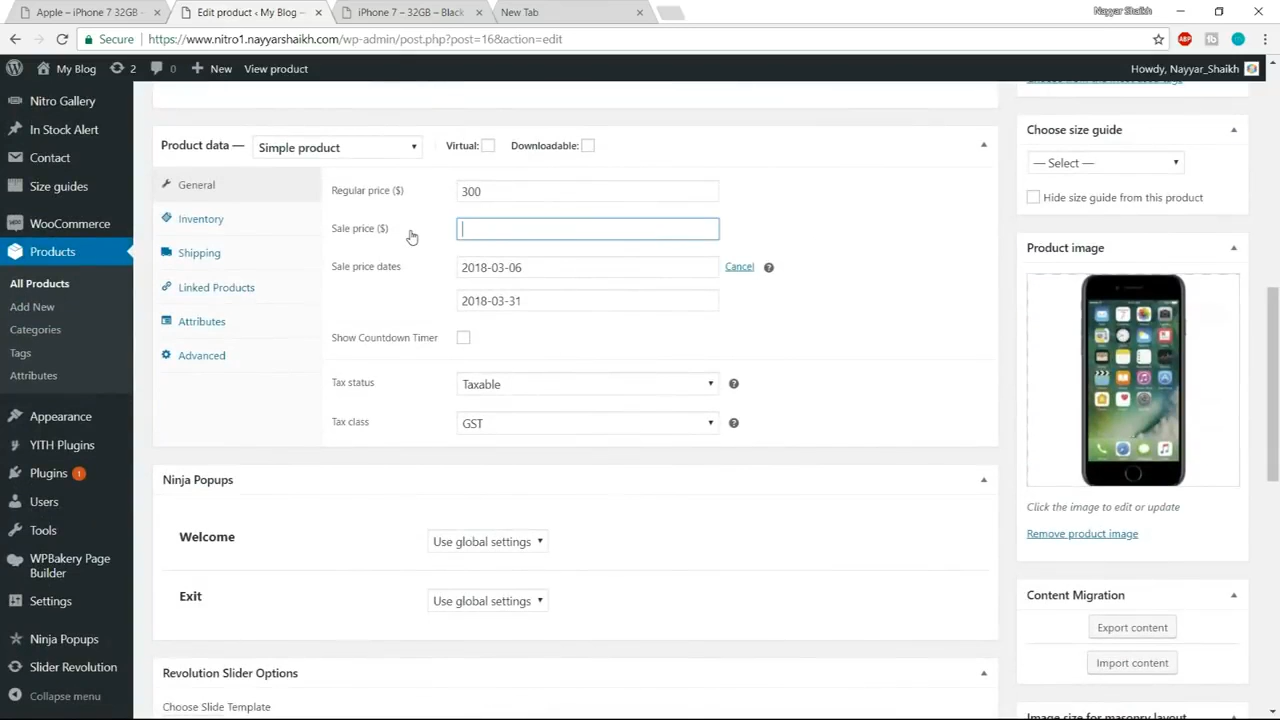 Apple – iPhone 7 32GB -
Edit product ‹ My Blog –
iPhone 7 – 32GB – Black
New Tab
Nayyar Shaikh
Secure
https://www.nitro1.nayyarshaikh.com/wp-admin/post.php?post=16&action=edit
ABP
fb
My Blog
2
0
New
View product
Howdy, Nayyar_Shaikh
Nitro Gallery
In Stock Alert
Contact
Size guides
WooCommerce
Products
All Products
Add New
Categories
Tags
Attributes
Appearance
YITH Plugins
Plugins 1
Users
Tools
WPBakery Page
Builder
Settings
Ninja Popups
Slider Revolution
Collapse menu
Product data —
Simple product
Virtual:
Downloadable:
General
Inventory
Shipping
Linked Products
Attributes
Advanced
Regular price ($)
300
Sale price ($)
Sale price dates
2018-03-06
Cancel
2018-03-31
Show Countdown Timer
Tax status
Taxable
Tax class
GST
Ninja Popups
Welcome
Use global settings
Exit
Use global settings
Revolution Slider Options
Choose Slide Template
Choose from the most used tags
Choose size guide
— Select —
Hide size guide from this product
Product image
Click the image to edit or update
Remove product image
Content Migration
Export content
Import content
Image size for masonry layout